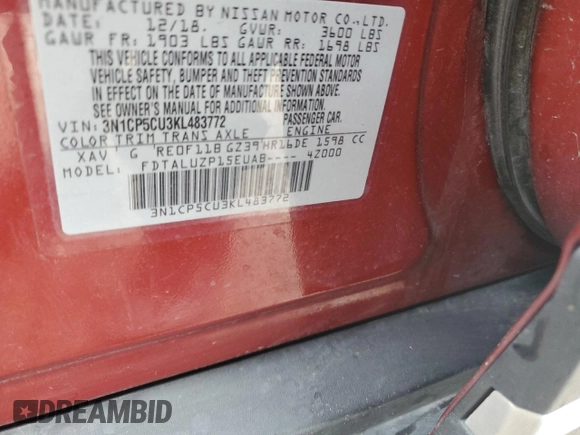 MANUFACTURED BY NISSAN MOTOR CO., LTD.
DATE: 12/18. GVWR: 3600 LBS
GAWR FR: 1903 LBS GAWR RR: 1698 LBS
THIS VEHICLE CONFORMS TO ALL APPLICABLE FEDERAL MOTOR
VEHICLE SAFETY, BUMPER AND THEFT PREVENTION STANDARDS
IN EFFECT ON THE DATE OF MANUFACTURE SHOWN ABOVE.
SEE OWNER'S MANUAL FOR ADDITIONAL INFORMATION.
VIN: 3N1CP5CU3KL483772 PASSENGER CAR.
COLOR TRIM TRANS AXLE ENGINE
XAV G RE0F11B GZ39 HR16DE 1598 CC
MODEL: FDTALUZP15EUAB---- 4Z000
3N1CP5CU3KL483772
DREAMBID